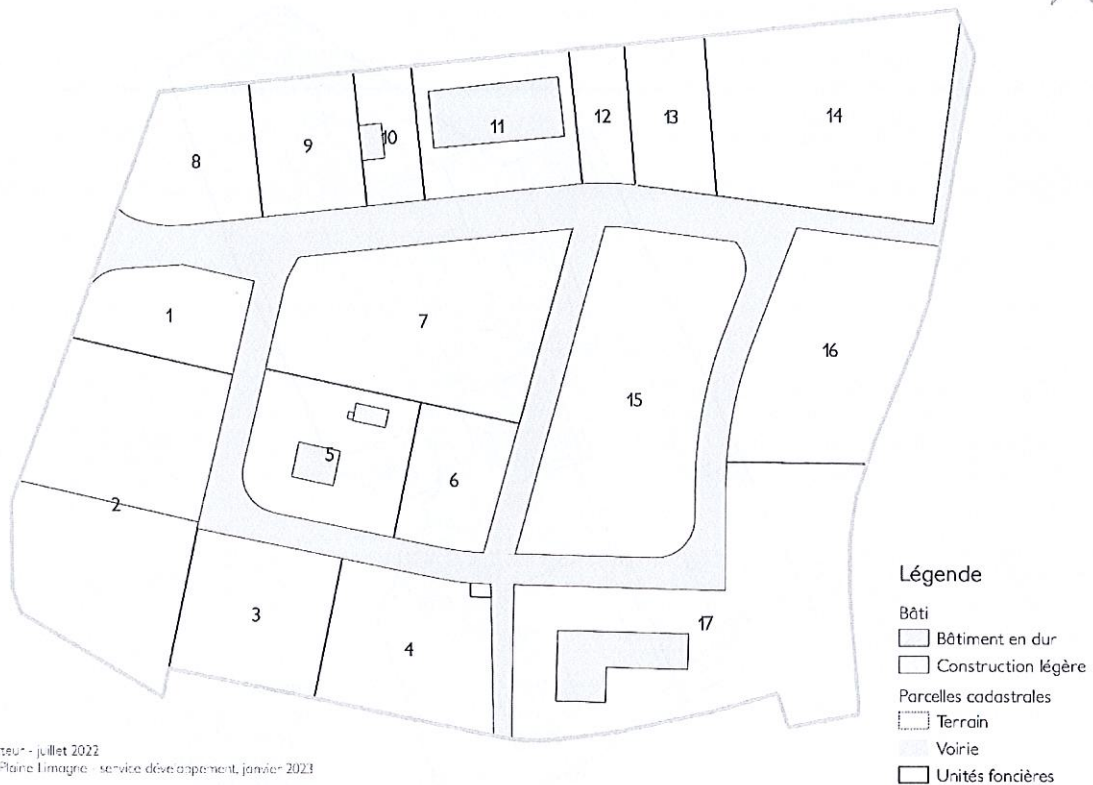 14
13
12
11
10
9
8
7
1
16
15
5
6
2
3
4
17
Légende
Bâti
Bâtiment en dur
Construction légère
Parcelles cadastrales
Terrain
Voirie
Unités foncières
teur - juillet 2022
Plaine Limagne - service développement, janvier 2023